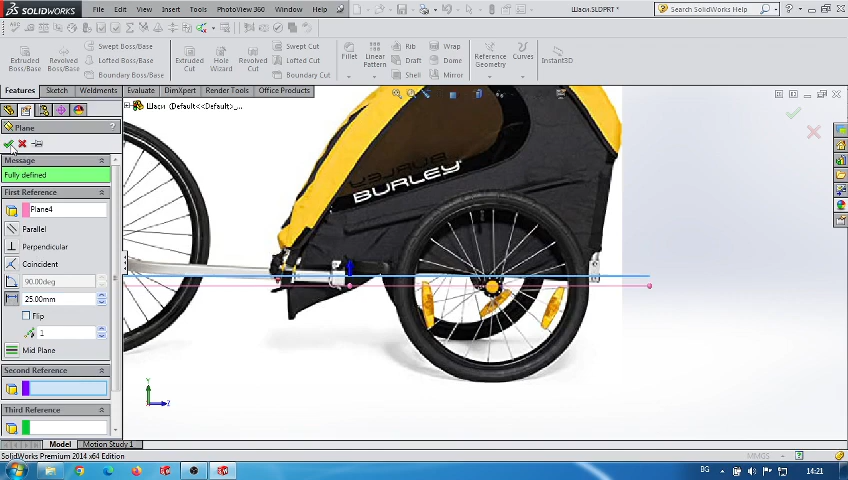 SOLIDWORKS
File Edit View Insert Tools PhotoView 360 Window Help
Шаси.SLDPRT *
Search SolidWorks Help
Extruded Boss/Base
Revolved Boss/Base
Swept Boss/Base
Lofted Boss/Base
Boundary Boss/Base
Extruded Cut
Hole Wizard
Revolved Cut
Swept Cut
Lofted Cut
Boundary Cut
Fillet
Linear Pattern
Rib
Draft
Shell
Wrap
Dome
Mirror
Reference Geometry
Curves
Instant3D
Features Sketch Weldments Evaluate DimXpert Render Tools Office Products
Шаси (Default<<Default>_...
Plane
?
Message
Fully defined
First Reference
Plane4
Parallel
Perpendicular
Coincident
90.00deg
25.00mm
Flip
1
Mid Plane
Second Reference
Third Reference
BURLEY
Y
Z
Model Motion Study 1
SolidWorks Premium 2014 x64 Edition
MMGS
BG
14:21